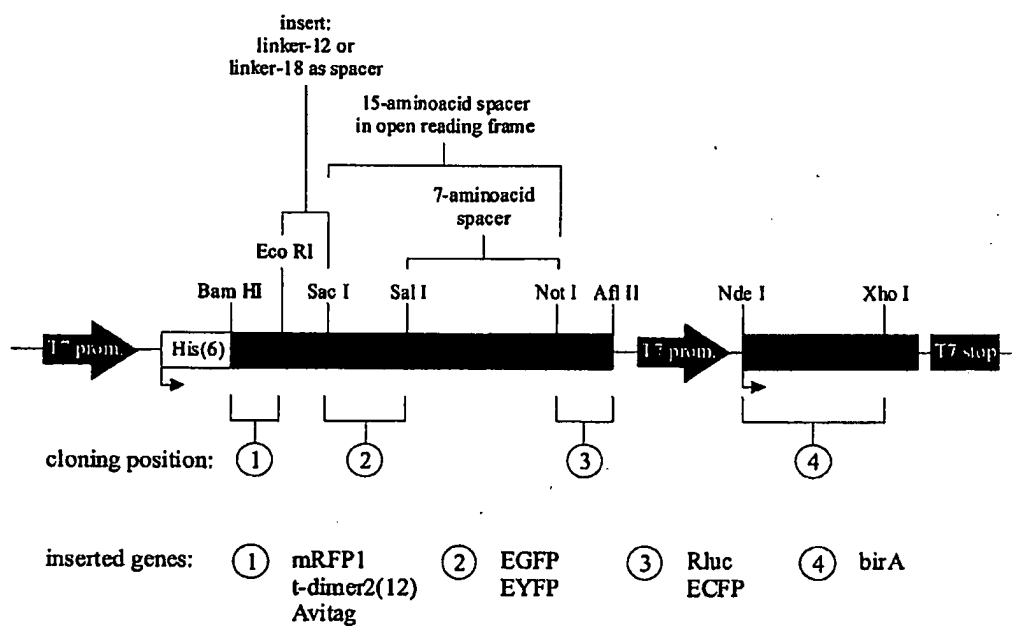 insert:
linker-12 or
linker-18 as spacer
15-aminoacid spacer
in open reading frame
7-aminoacid
spacer
Eco RI
Bam HI Sac I Sal I Not I Afl II Nde I Xho I
T7 prom. His(6) T7 prom. T7 stop
cloning position: 1 2 3 4
inserted genes: 1 mRFP1 2 EGFP 3 Rluc 4 birA
t-dimer2(12) EYFP ECFP
Avitag